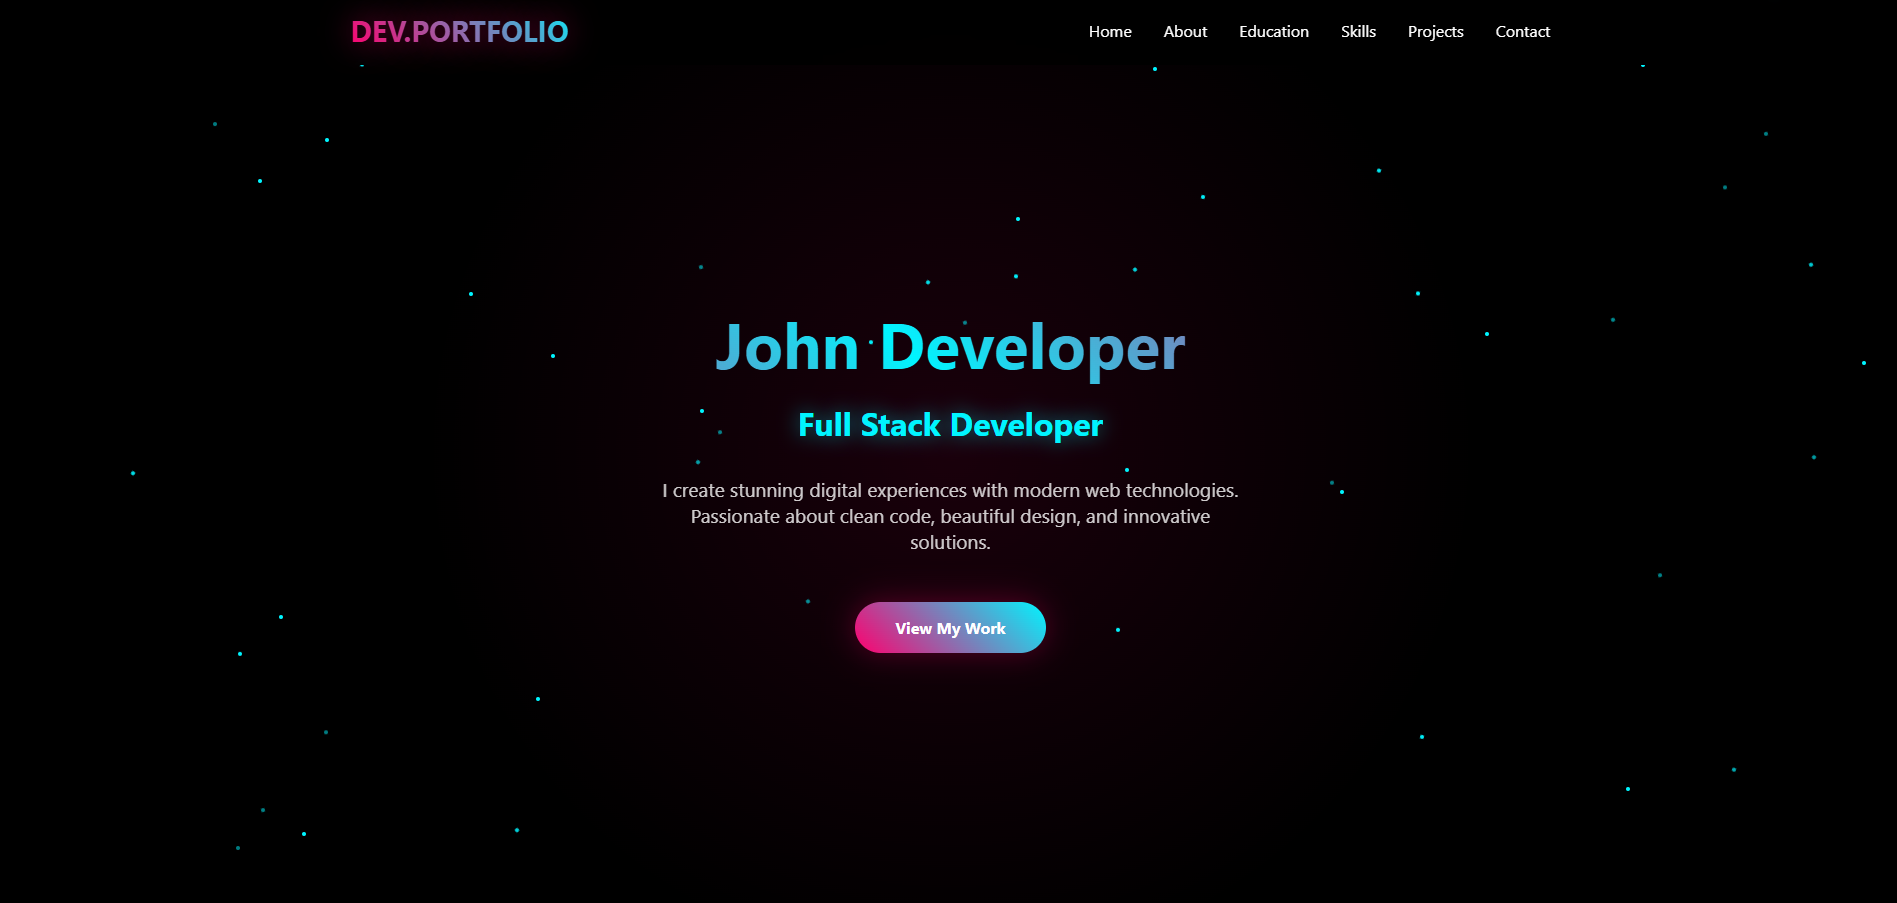 DEV.PORTFOLIO
Home About Education Skills Projects Contact
John Developer
Full Stack Developer
I create stunning digital experiences with modern web technologies.
Passionate about clean code, beautiful design, and innovative
solutions.
View My Work